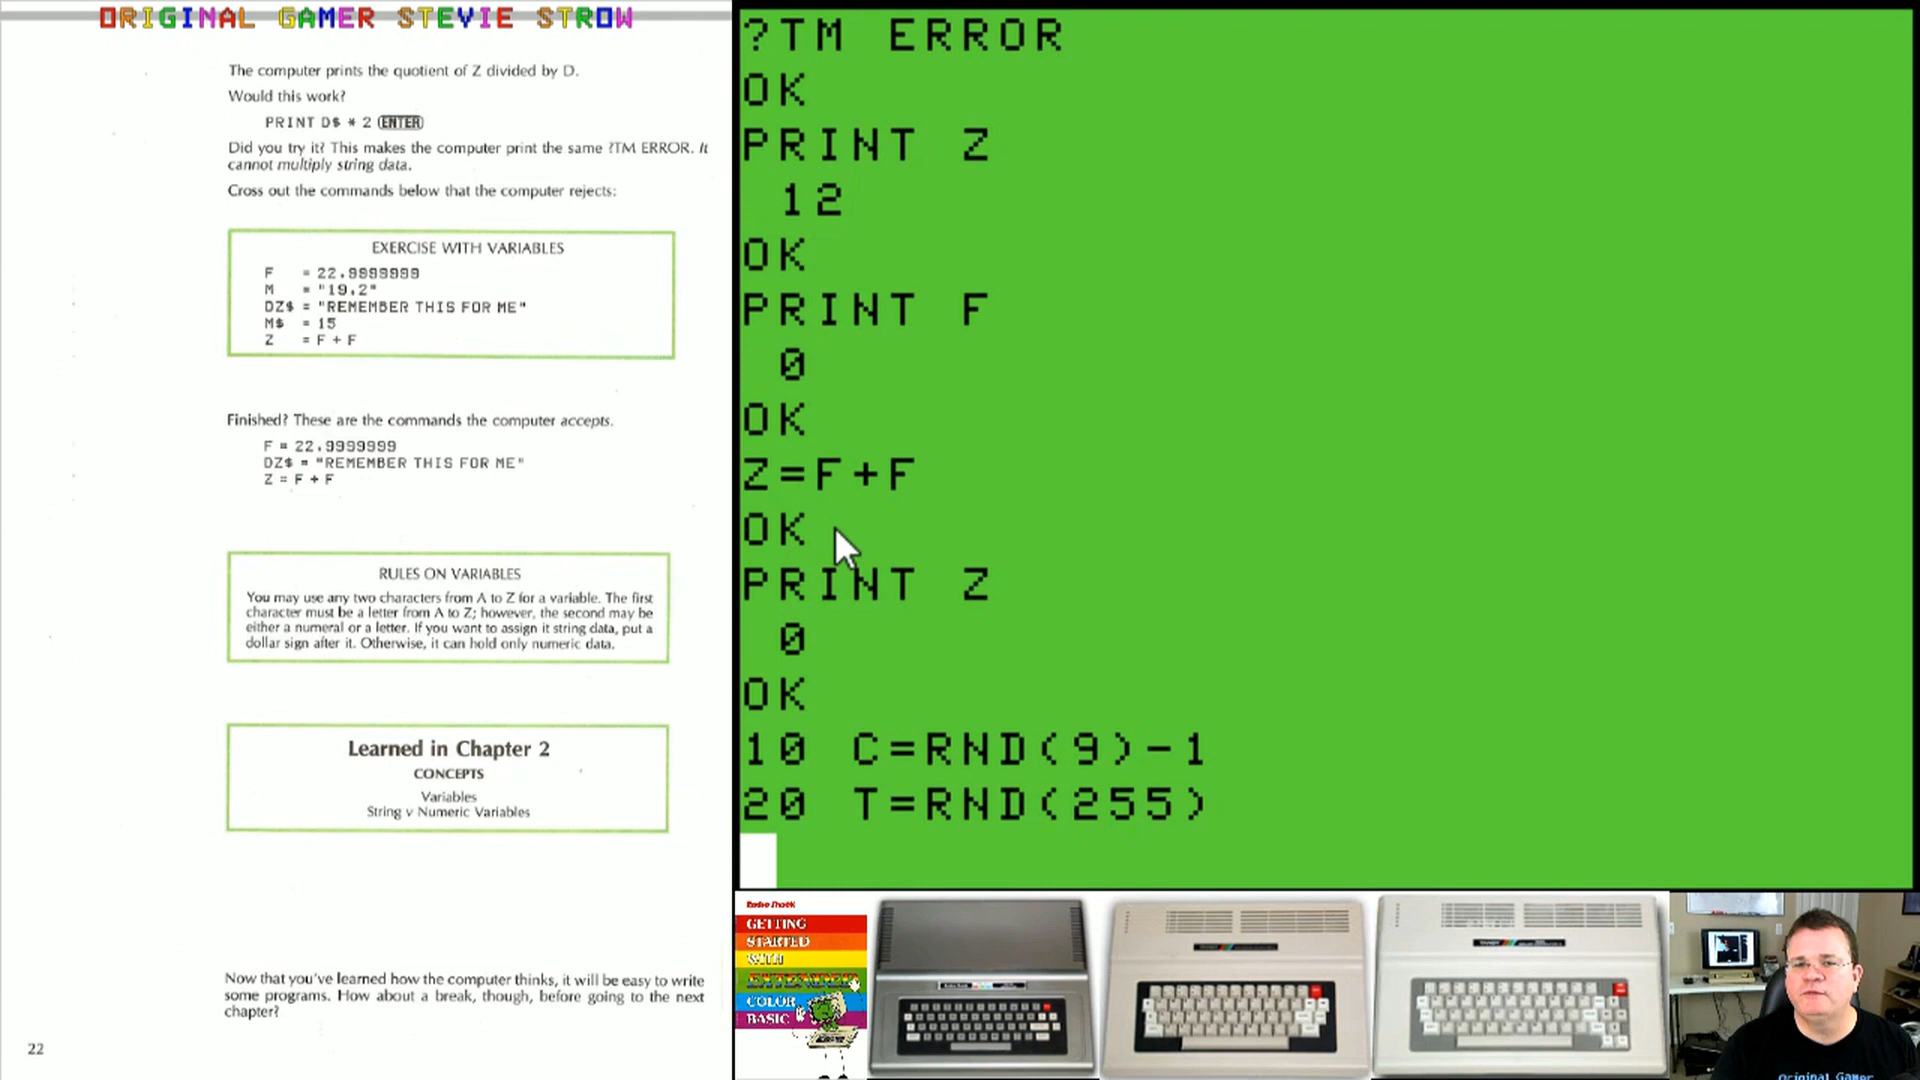 ORIGINAL GAMER STEVIE STROW
The computer prints the quotient of Z divided by D.
Would this work?
PRINT D$ * 2 ENTER
Did you try it? This makes the computer print the same ?TM ERROR. It
cannot multiply string data.
Cross out the commands below that the computer rejects:
EXERCISE WITH VARIABLES
F = 22.9999999
M = "19.2"
DZ$ = "REMEMBER THIS FOR ME"
M$ = 15
Z = F + F
Finished? These are the commands the computer accepts.
F = 22.9999999
DZ$ = "REMEMBER THIS FOR ME"
Z = F + F
RULES ON VARIABLES
You may use any two characters from A to Z for a variable. The first
character must be a letter from A to Z; however, the second may be
either a numeral or a letter. If you want to assign it string data, put a
dollar sign after it. Otherwise, it can hold only numeric data.
Learned in Chapter 2
CONCEPTS
Variables
String v Numeric Variables
Now that you've learned how the computer thinks, it will be easy to write
some programs. How about a break, though, before going to the next
chapter?
22
?TM ERROR
OK
PRINT Z
12
OK
PRINT F
0
OK
Z=F+F
OK
PRINT Z
0
OK
10 C=RND(9)-1
20 T=RND(255)
Radio Shack
GETTING
STARTED
WITH
EXTENDED
COLOR
BASIC
Original Gamer